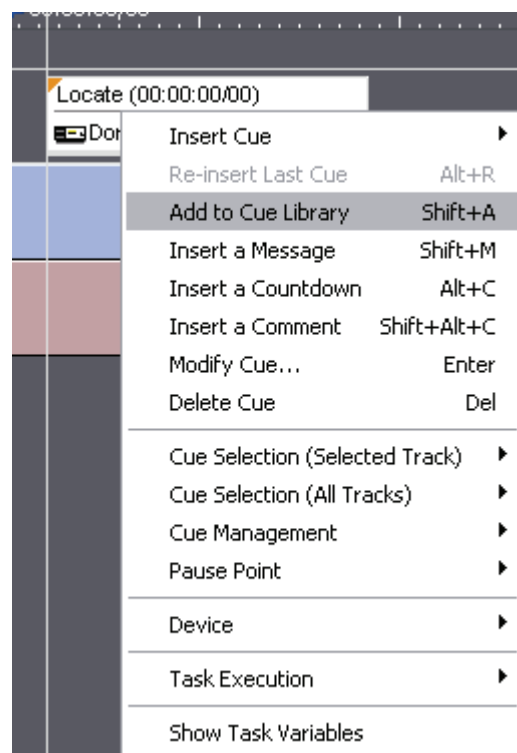 Locate (00:00:00/00)
Insert Cue
Re-insert Last Cue Alt+R
Add to Cue Library Shift+A
Insert a Message Shift+M
Insert a Countdown Alt+C
Insert a Comment Shift+Alt+C
Modify Cue... Enter
Delete Cue Del
Cue Selection (Selected Track)
Cue Selection (All Tracks)
Cue Management
Pause Point
Device
Task Execution
Show Task Variables